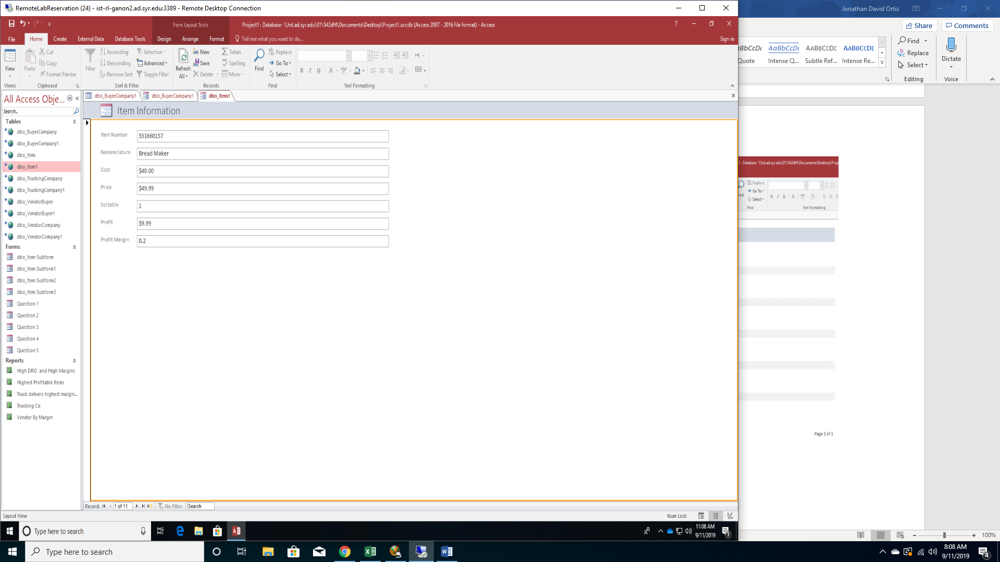 RemoteLabReservation (24) - ist-rl-ganon2.ad.syr.edu:3389 - Remote Desktop Connection
Jonathan David Ortiz
Form Layout Tools
Project1 : Database- \\hd.ad.syr.edu\01\542df4\Documents\Desktop\Project1.accdb (Access 2007 - 2016 file format) - Access
?
File Home Create External Data Database Tools Design Arrange Format Tell me what you want to do... Sign in
Share Comments
View
Views
Paste
Cut
Copy
Format Painter
Clipboard
Filter
Ascending
Descending
Remove Sort
Selection
Advanced
Toggle Filter
Sort & Filter
Refresh
All
New
Save
Delete
Totals
Spelling
More
Records
Find
Replace
Go To
Select
Find
B I U A
Text Formatting
AaBbCcDc AABBCCDE AABBCCDE
Quote Intense Q... Subtle Ref... Intense Re...
Find
Replace
Select
Editing
Dictate
Voice
All Access Obje...
Search..
Tables
dbo_BuyerCompany
dbo_BuyerCompany1
dbo_Item
dbo_Item1
dbo_TruckingCompany
dbo_TruckingCompany1
dbo_VendorBuyer
dbo_VendorBuyer1
dbo_VendorCompany
dbo_VendorCompany1
Forms
dbo_Item Subform
dbo_Item Subform1
dbo_Item Subform2
dbo_Item Subform3
Question 1
Question 2
Question 3
Question 4
Question 5
Reports
High DRO and High Margins
Highest Profitable Items
Truck delivers highest margin...
Trucking Co
Vendor By Margin
dbo_BuyerCompany1 dbo_BuyerCompany1 dbo_Item1
Item Information
Item Number 551660157
Nomenclature Bread Maker
Cost $40.00
Price $49.99
Sortable 1
Profit $9.99
Profit Margin 0.2
Record: 1 of 11 No Filter Search
Layout View Num Lock
1 : Database- \\hd.ad.syr.edu\01\542df4\Documents\Desktop\Proje
Replace
Go To
Select
Find
B I U A
Text Formatting
Page 1 of 1
100%
Type here to search
11:08 AM
9/11/2019
3
Type here to search
8:08 AM
9/11/2019
4